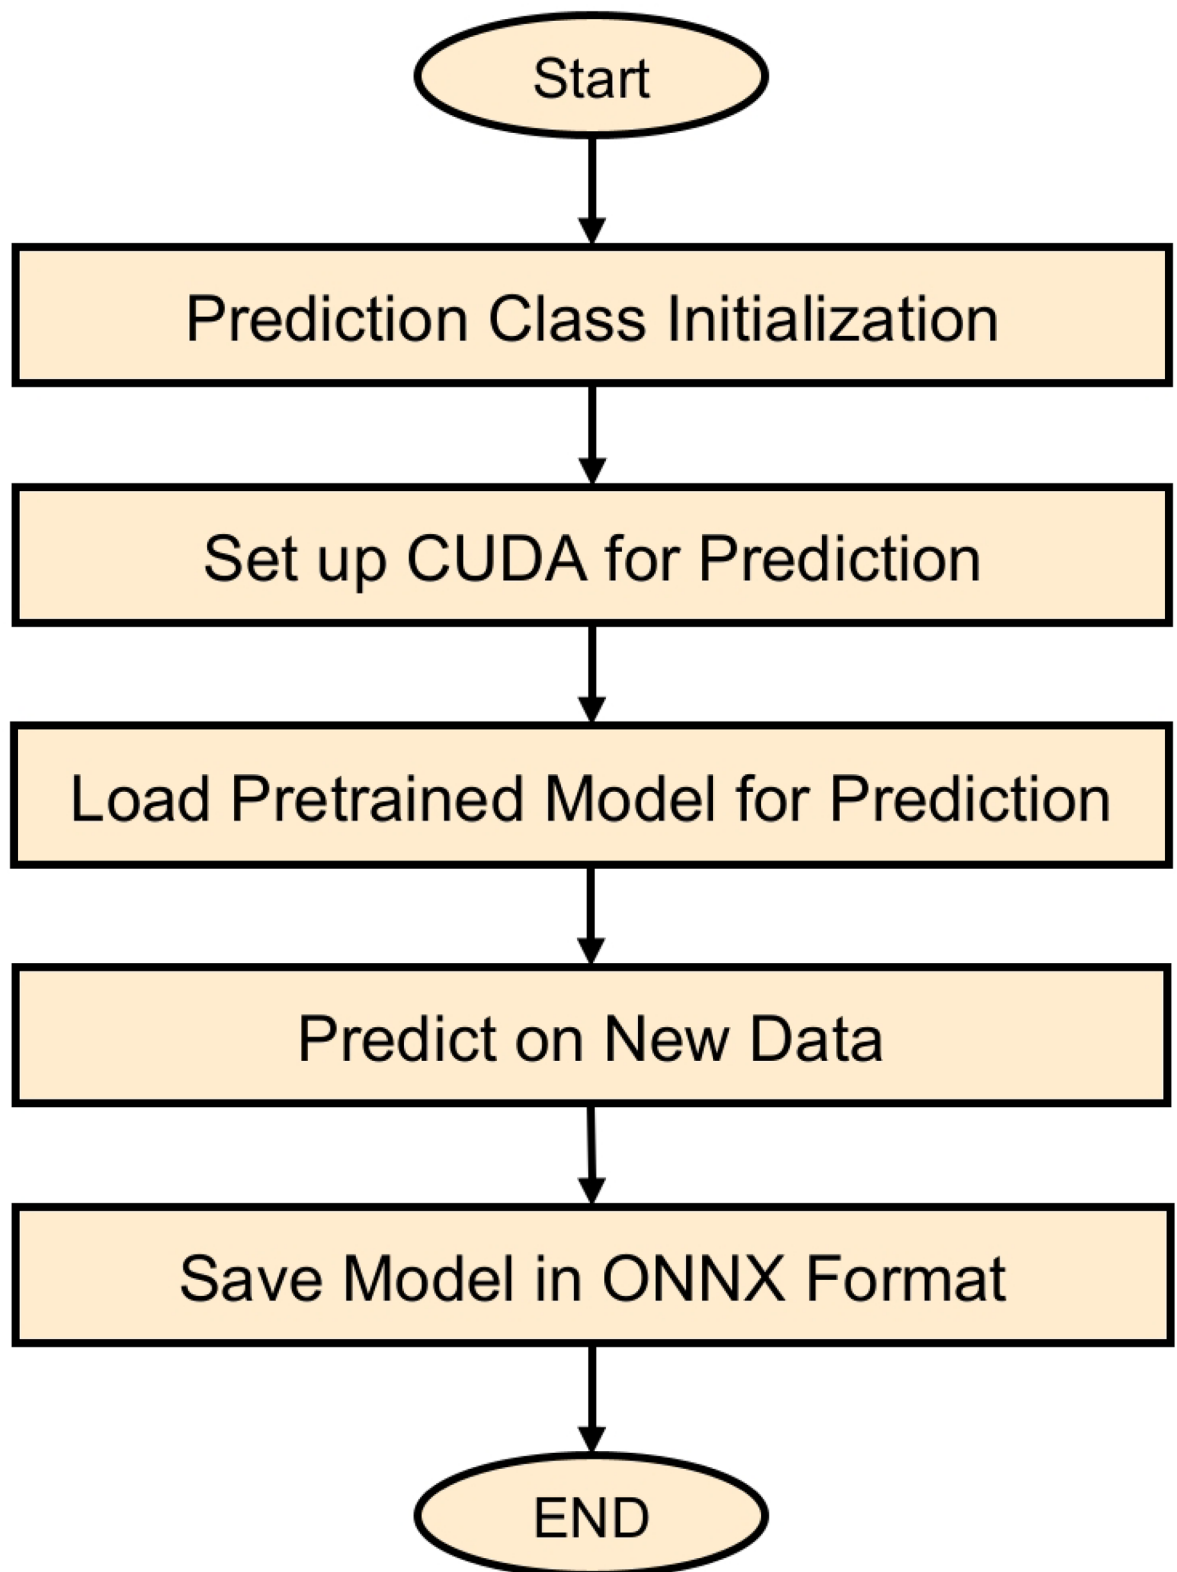 Start
Prediction Class Initialization
Set up CUDA for Prediction
Load Pretrained Model for Prediction
Predict on New Data
Save Model in ONNX Format
END